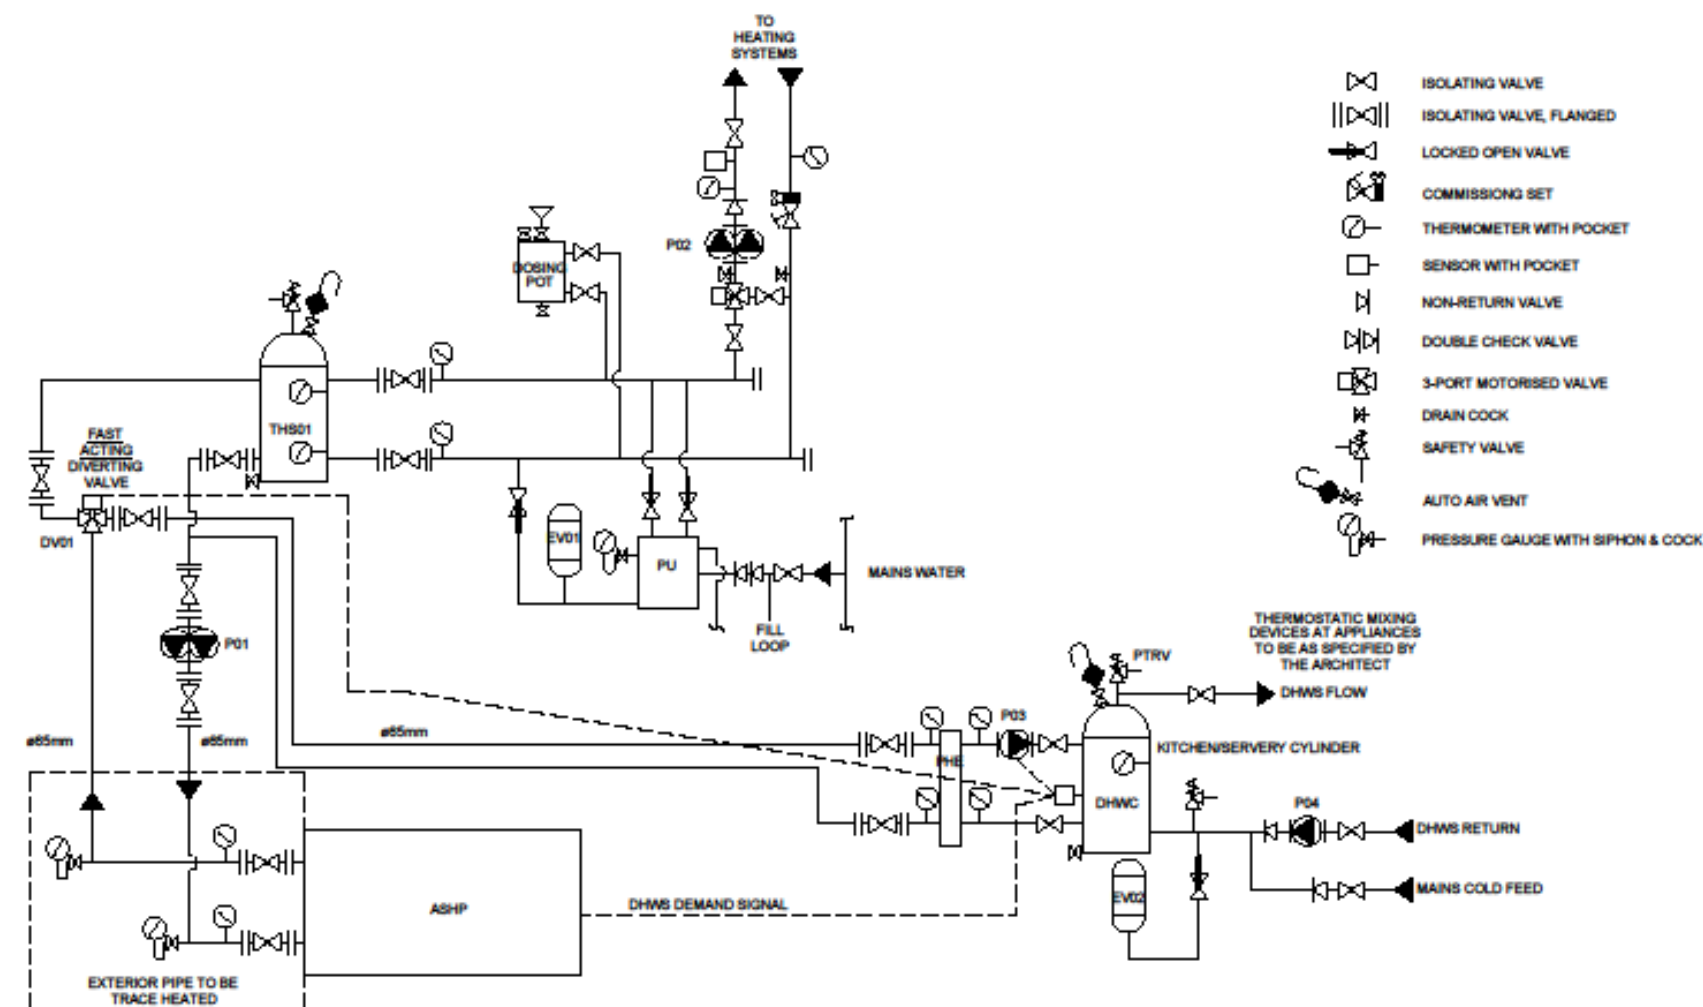 TO
HEATING
SYSTEMS
ISOLATING VALVE
ISOLATING VALVE, FLANGED
LOCKED OPEN VALVE
COMMISSIONG SET
THERMOMETER WITH POCKET
SENSOR WITH POCKET
NON-RETURN VALVE
DOUBLE CHECK VALVE
3-PORT MOTORISED VALVE
DRAIN COCK
SAFETY VALVE
AUTO AIR VENT
PRESSURE GAUGE WITH SIPHON & COCK
P02
DOSING
POT
THS01
FAST
ACTING
DIVERTING
VALVE
DV01
EV01
PU
MAINS WATER
FILL
LOOP
P01
THERMOSTATIC MIXING
DEVICES AT APPLIANCES
TO BE AS SPECIFIED BY
THE ARCHITECT
PTRV
DHWS FLOW
ø65mm
ø65mm
ø65mm
P03
KITCHEN/SERVERY CYLINDER
PHE
DHWC
P04
DHWS RETURN
MAINS COLD FEED
EV02
ASHP
DHWS DEMAND SIGNAL
EXTERIOR PIPE TO BE
TRACE HEATED